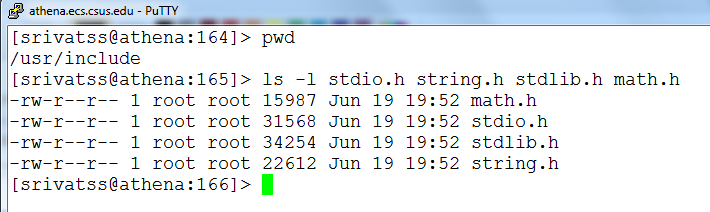 athena.ecs.csus.edu - PuTTY
[srivatss@athena:164]> pwd
/usr/include
[srivatss@athena:165]> ls -l stdio.h string.h stdlib.h math.h
-rw-r--r-- 1 root root 15987 Jun 19 19:52 math.h
-rw-r--r-- 1 root root 31568 Jun 19 19:52 stdio.h
-rw-r--r-- 1 root root 34254 Jun 19 19:52 stdlib.h
-rw-r--r-- 1 root root 22612 Jun 19 19:52 string.h
[srivatss@athena:166]>